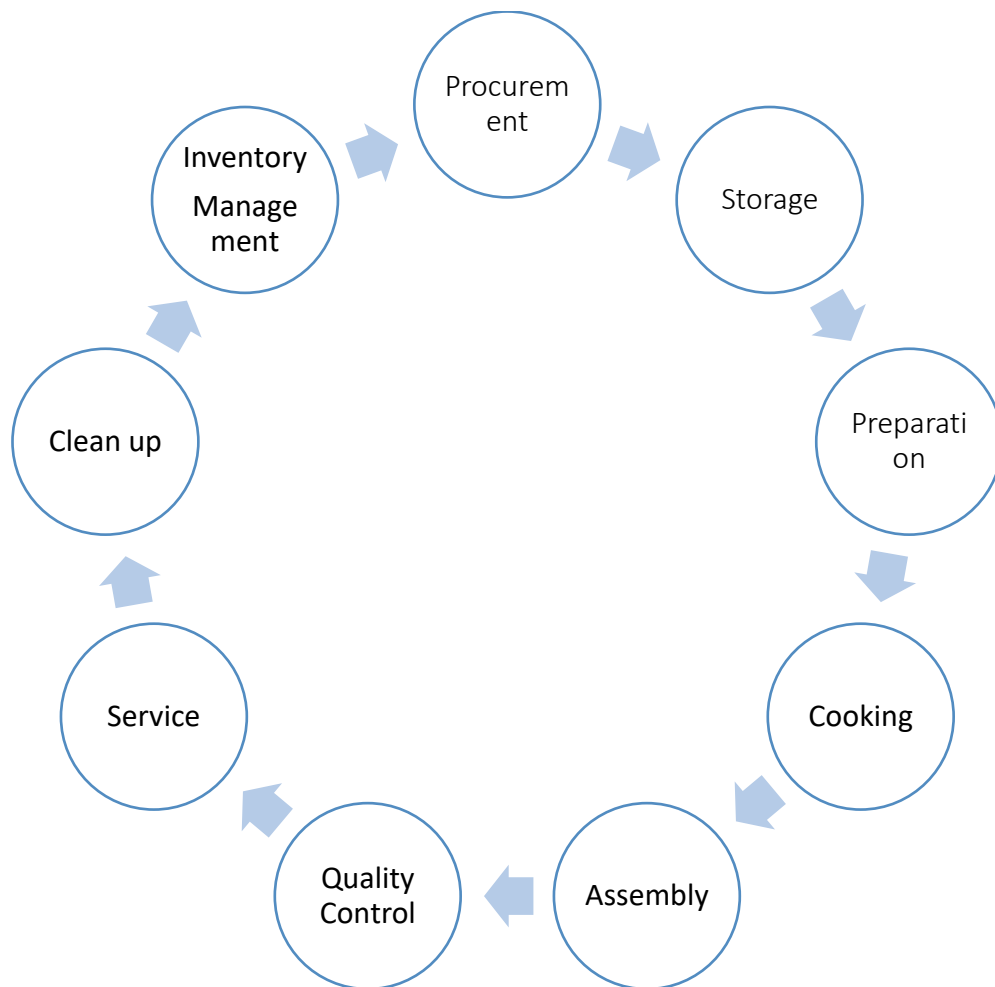 Procurem
ent
Storage
Preparati
on
Cooking
Assembly
Quality
Control
Service
Clean up
Inventory
Manage
ment